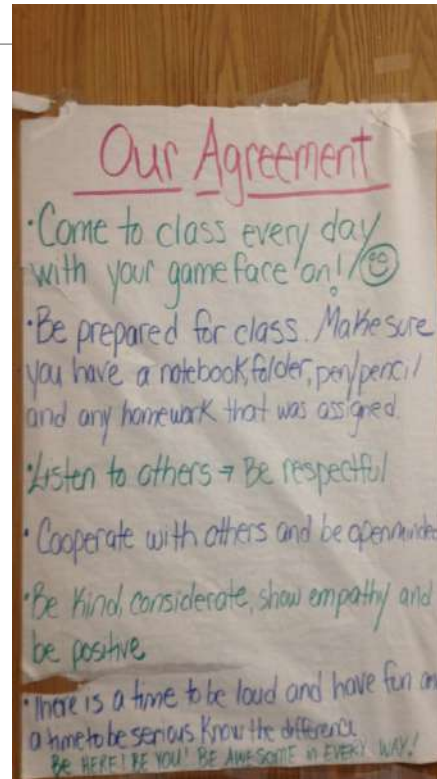 Our Agreement
•Come to class every day
with your game face on! ☺
•Be prepared for class. Make sure
you have a notebook, folder, pen/pencil
and any homework that was assigned.
•Listen to others → Be respectful
•Cooperate with others and be openminded
•Be Kind, considerate, show empathy and
be positive
•There is a time to be loud and have fun an
a time to be serious. Know the difference
BE HERE! BE YOU! BE AWESOME in EVERY WAY!